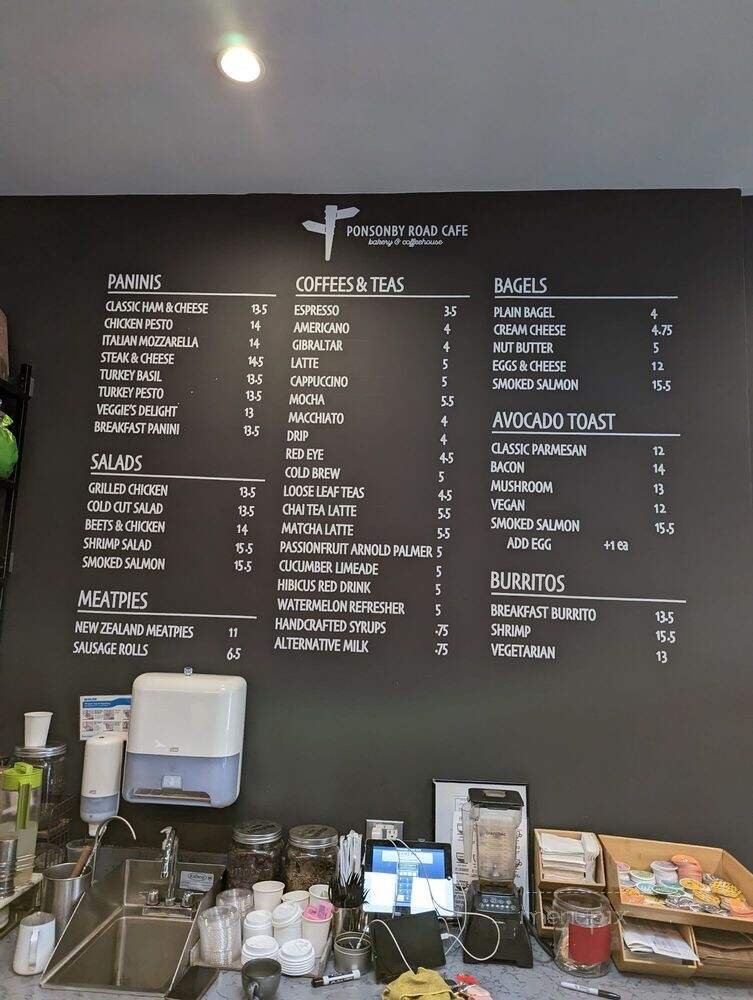 PONSONBY ROAD CAFE
bakery & coffeehouse
PANINIS
CLASSIC HAM & CHEESE 13.5
CHICKEN PESTO 14
ITALIAN MOZZARELLA 14
STEAK & CHEESE 14.5
TURKEY BASIL 13.5
TURKEY PESTO 13.5
VEGGIE'S DELIGHT 13
BREAKFAST PANINI 13.5
SALADS
GRILLED CHICKEN 13.5
COLD CUT SALAD 13.5
BEETS & CHICKEN 14
SHRIMP SALAD 15.5
SMOKED SALMON 15.5
MEATPIES
NEW ZEALAND MEATPIES 11
SAUSAGE ROLLS 6.5
COFFEES & TEAS
ESPRESSO 3.5
AMERICANO 4
GIBRALTAR 4
LATTE 5
CAPPUCCINO 5
MOCHA 5.5
MACCHIATO 4
DRIP 4
RED EYE 4.5
COLD BREW 5
LOOSE LEAF TEAS 4.5
CHAI TEA LATTE 5.5
MATCHA LATTE 5.5
PASSIONFRUIT ARNOLD PALMER 5
CUCUMBER LIMEADE 5
HIBICUS RED DRINK 5
WATERMELON REFRESHER 5
HANDCRAFTED SYRUPS .75
ALTERNATIVE MILK .75
BAGELS
PLAIN BAGEL 4
CREAM CHEESE 4.75
NUT BUTTER 5
EGGS & CHEESE 12
SMOKED SALMON 15.5
AVOCADO TOAST
CLASSIC PARMESAN 12
BACON 14
MUSHROOM 13
VEGAN 12
SMOKED SALMON 15.5
ADD EGG +1 ea
BURRITOS
BREAKFAST BURRITO 13.5
SHRIMP 15.5
VEGETARIAN 13
menupix